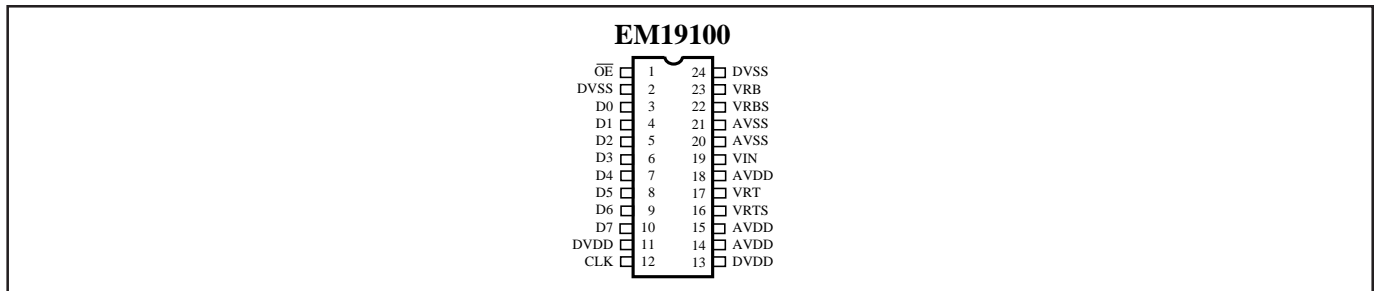 EM19100
OE 1 24 DVSS
DVSS 2 23 VRB
D0 3 22 VRBS
D1 4 21 AVSS
D2 5 20 AVSS
D3 6 19 VIN
D4 7 18 AVDD
D5 8 17 VRT
D6 9 16 VRTS
D7 10 15 AVDD
DVDD 11 14 AVDD
CLK 12 13 DVDD